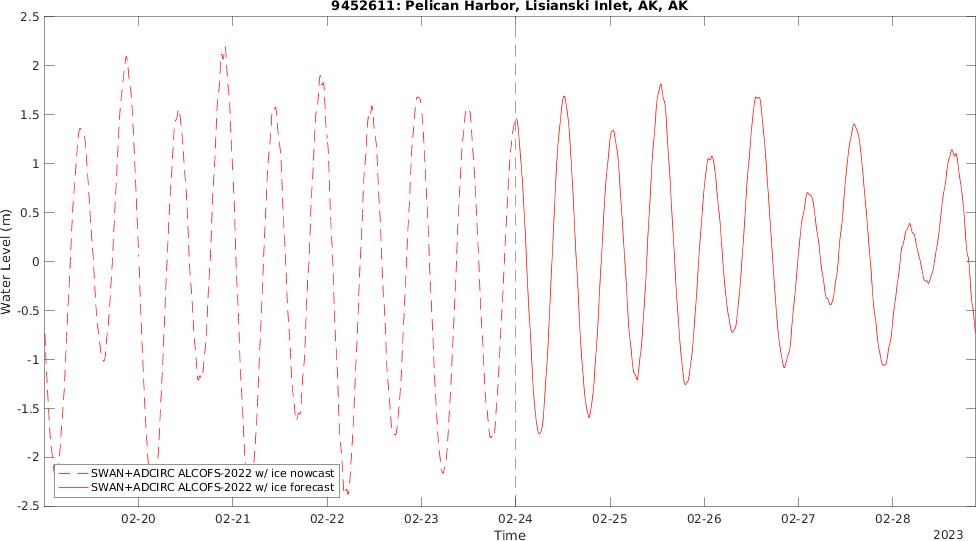 9452611: Pelican Harbor, Lisianski Inlet, AK, AK
2.5
2
1.5
1
0.5
0
-0.5
-1
-1.5
-2
-2.5
Water Level (m)
SWAN+ADCIRC ALCOFS-2022 w/ ice nowcast
SWAN+ADCIRC ALCOFS-2022 w/ ice forecast
02-20 02-21 02-22 02-23 02-24 02-25 02-26 02-27 02-28
Time
2023